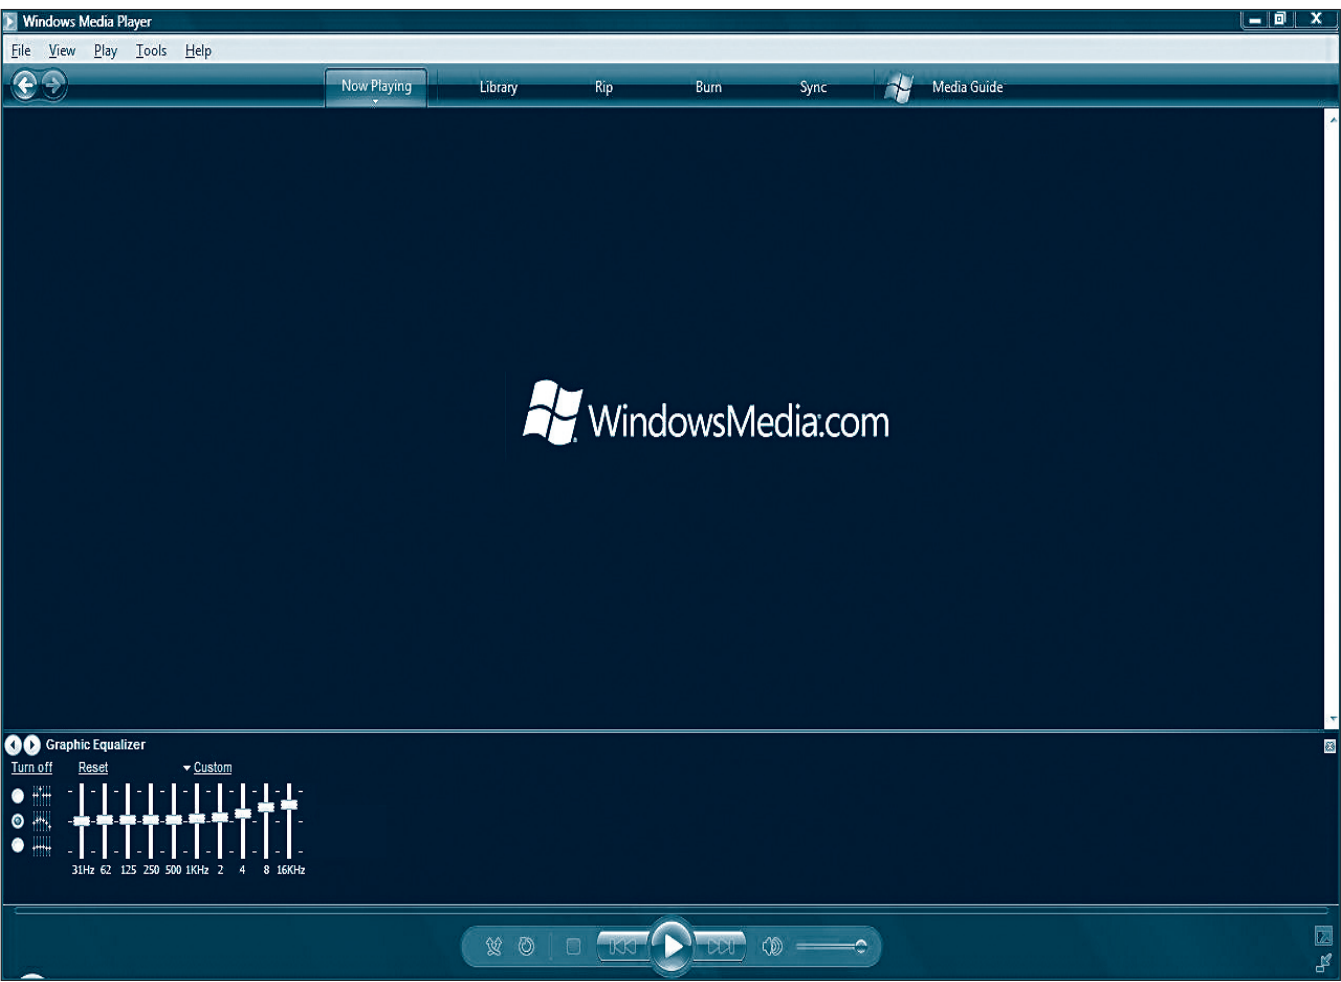 Windows Media Player
File View Play Tools Help
Now Playing Library Rip Burn Sync Media Guide
WindowsMedia.com
Graphic Equalizer
Turn off Reset Custom
31Hz 62 125 250 500 1KHz 2 4 8 16KHz